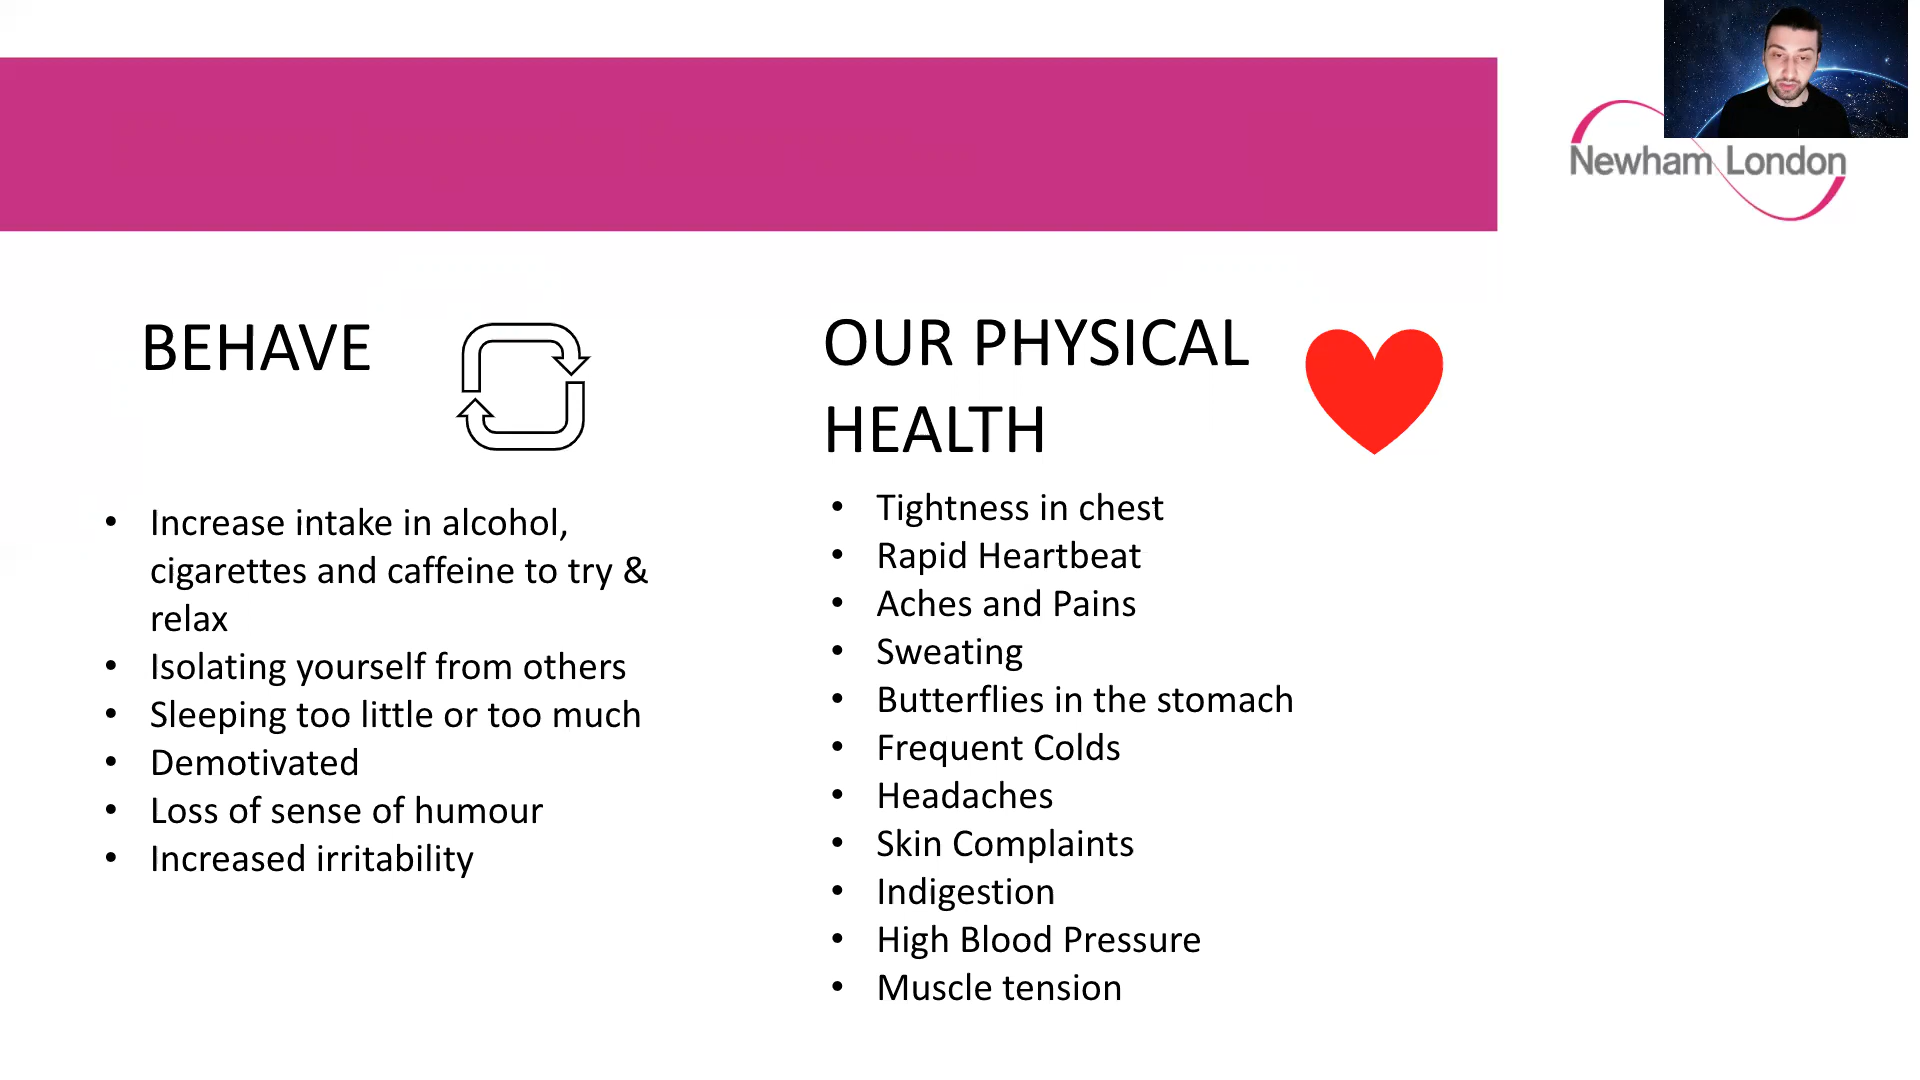 Newham London
BEHAVE
• Increase intake in alcohol,
cigarettes and caffeine to try &
relax
• Isolating yourself from others
• Sleeping too little or too much
• Demotivated
• Loss of sense of humour
• Increased irritability
OUR PHYSICAL
HEALTH
• Tightness in chest
• Rapid Heartbeat
• Aches and Pains
• Sweating
• Butterflies in the stomach
• Frequent Colds
• Headaches
• Skin Complaints
• Indigestion
• High Blood Pressure
• Muscle tension